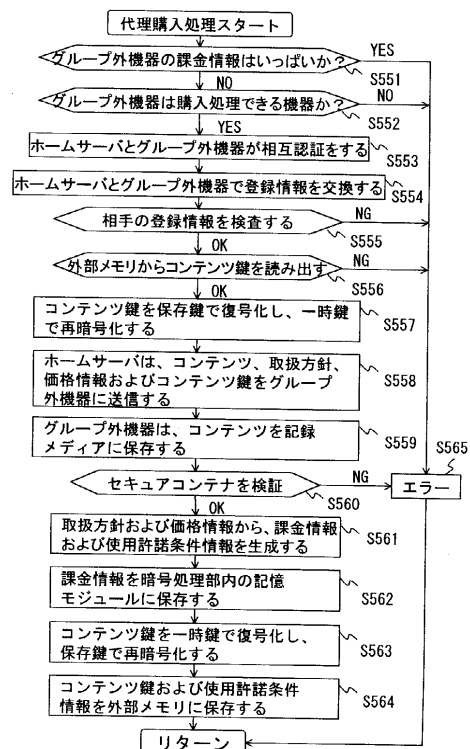 代理購入処理スタート
グループ外機器の課金情報はいっぱいか?
YES
S551
NO
グループ外機器は購入処理できる機器か?
NO
S552
YES
ホームサーバとグループ外機器が相互認証をする
S553
ホームサーバとグループ外機器で登録情報を交換する
S554
相手の登録情報を検査する
NG
S555
OK
外部メモリからコンテンツ鍵を読み出す
NG
S556
OK
コンテンツ鍵を保存鍵で復号化し、一時鍵
で再暗号化する
S557
ホームサーバは、コンテンツ、取扱方針、
価格情報およびコンテンツ鍵をグループ
外機器に送信する
S558
グループ外機器は、コンテンツを記録
メディアに保存する
S559
S565
エラー
セキュアコンテナを検証
NG
S560
OK
取扱方針および価格情報から、課金情報
および使用許諾条件情報を生成する
S561
課金情報を暗号処理部内の記憶
モジュールに保存する
S562
コンテンツ鍵を一時鍵で復号化し、
保存鍵で再暗号化する
S563
コンテンツ鍵および使用許諾条件
情報を外部メモリに保存する
S564
リターン